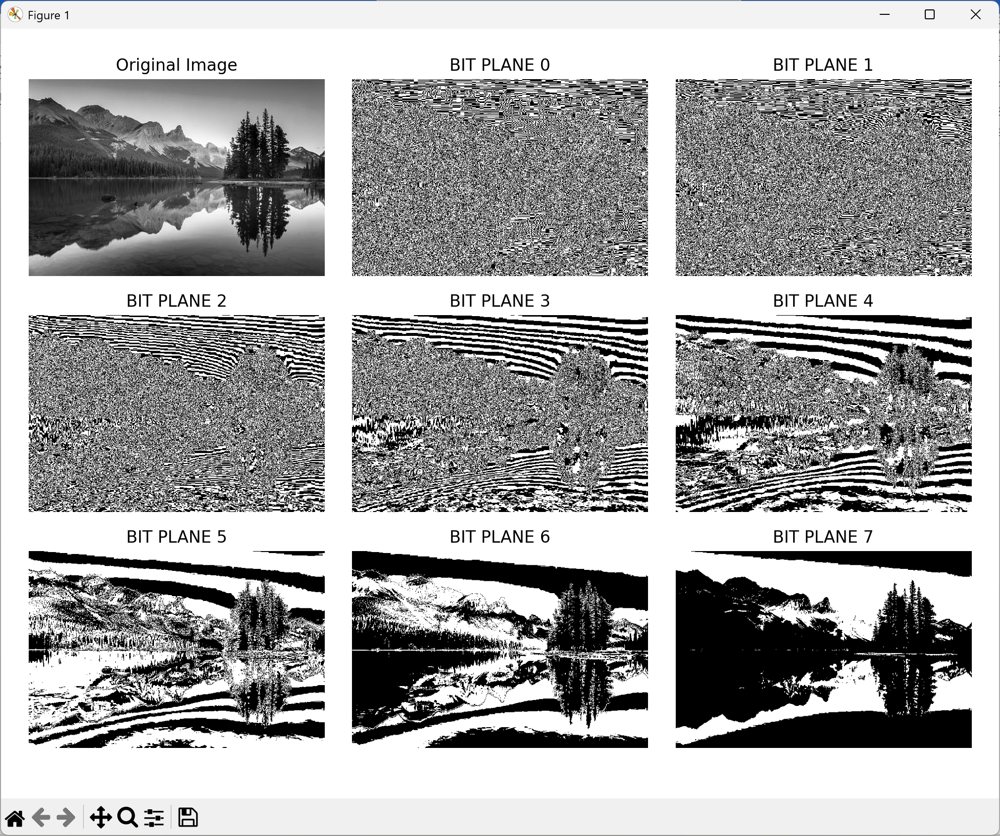 Figure 1
Original Image
BIT PLANE 0
BIT PLANE 1
BIT PLANE 2
BIT PLANE 3
BIT PLANE 4
BIT PLANE 5
BIT PLANE 6
BIT PLANE 7